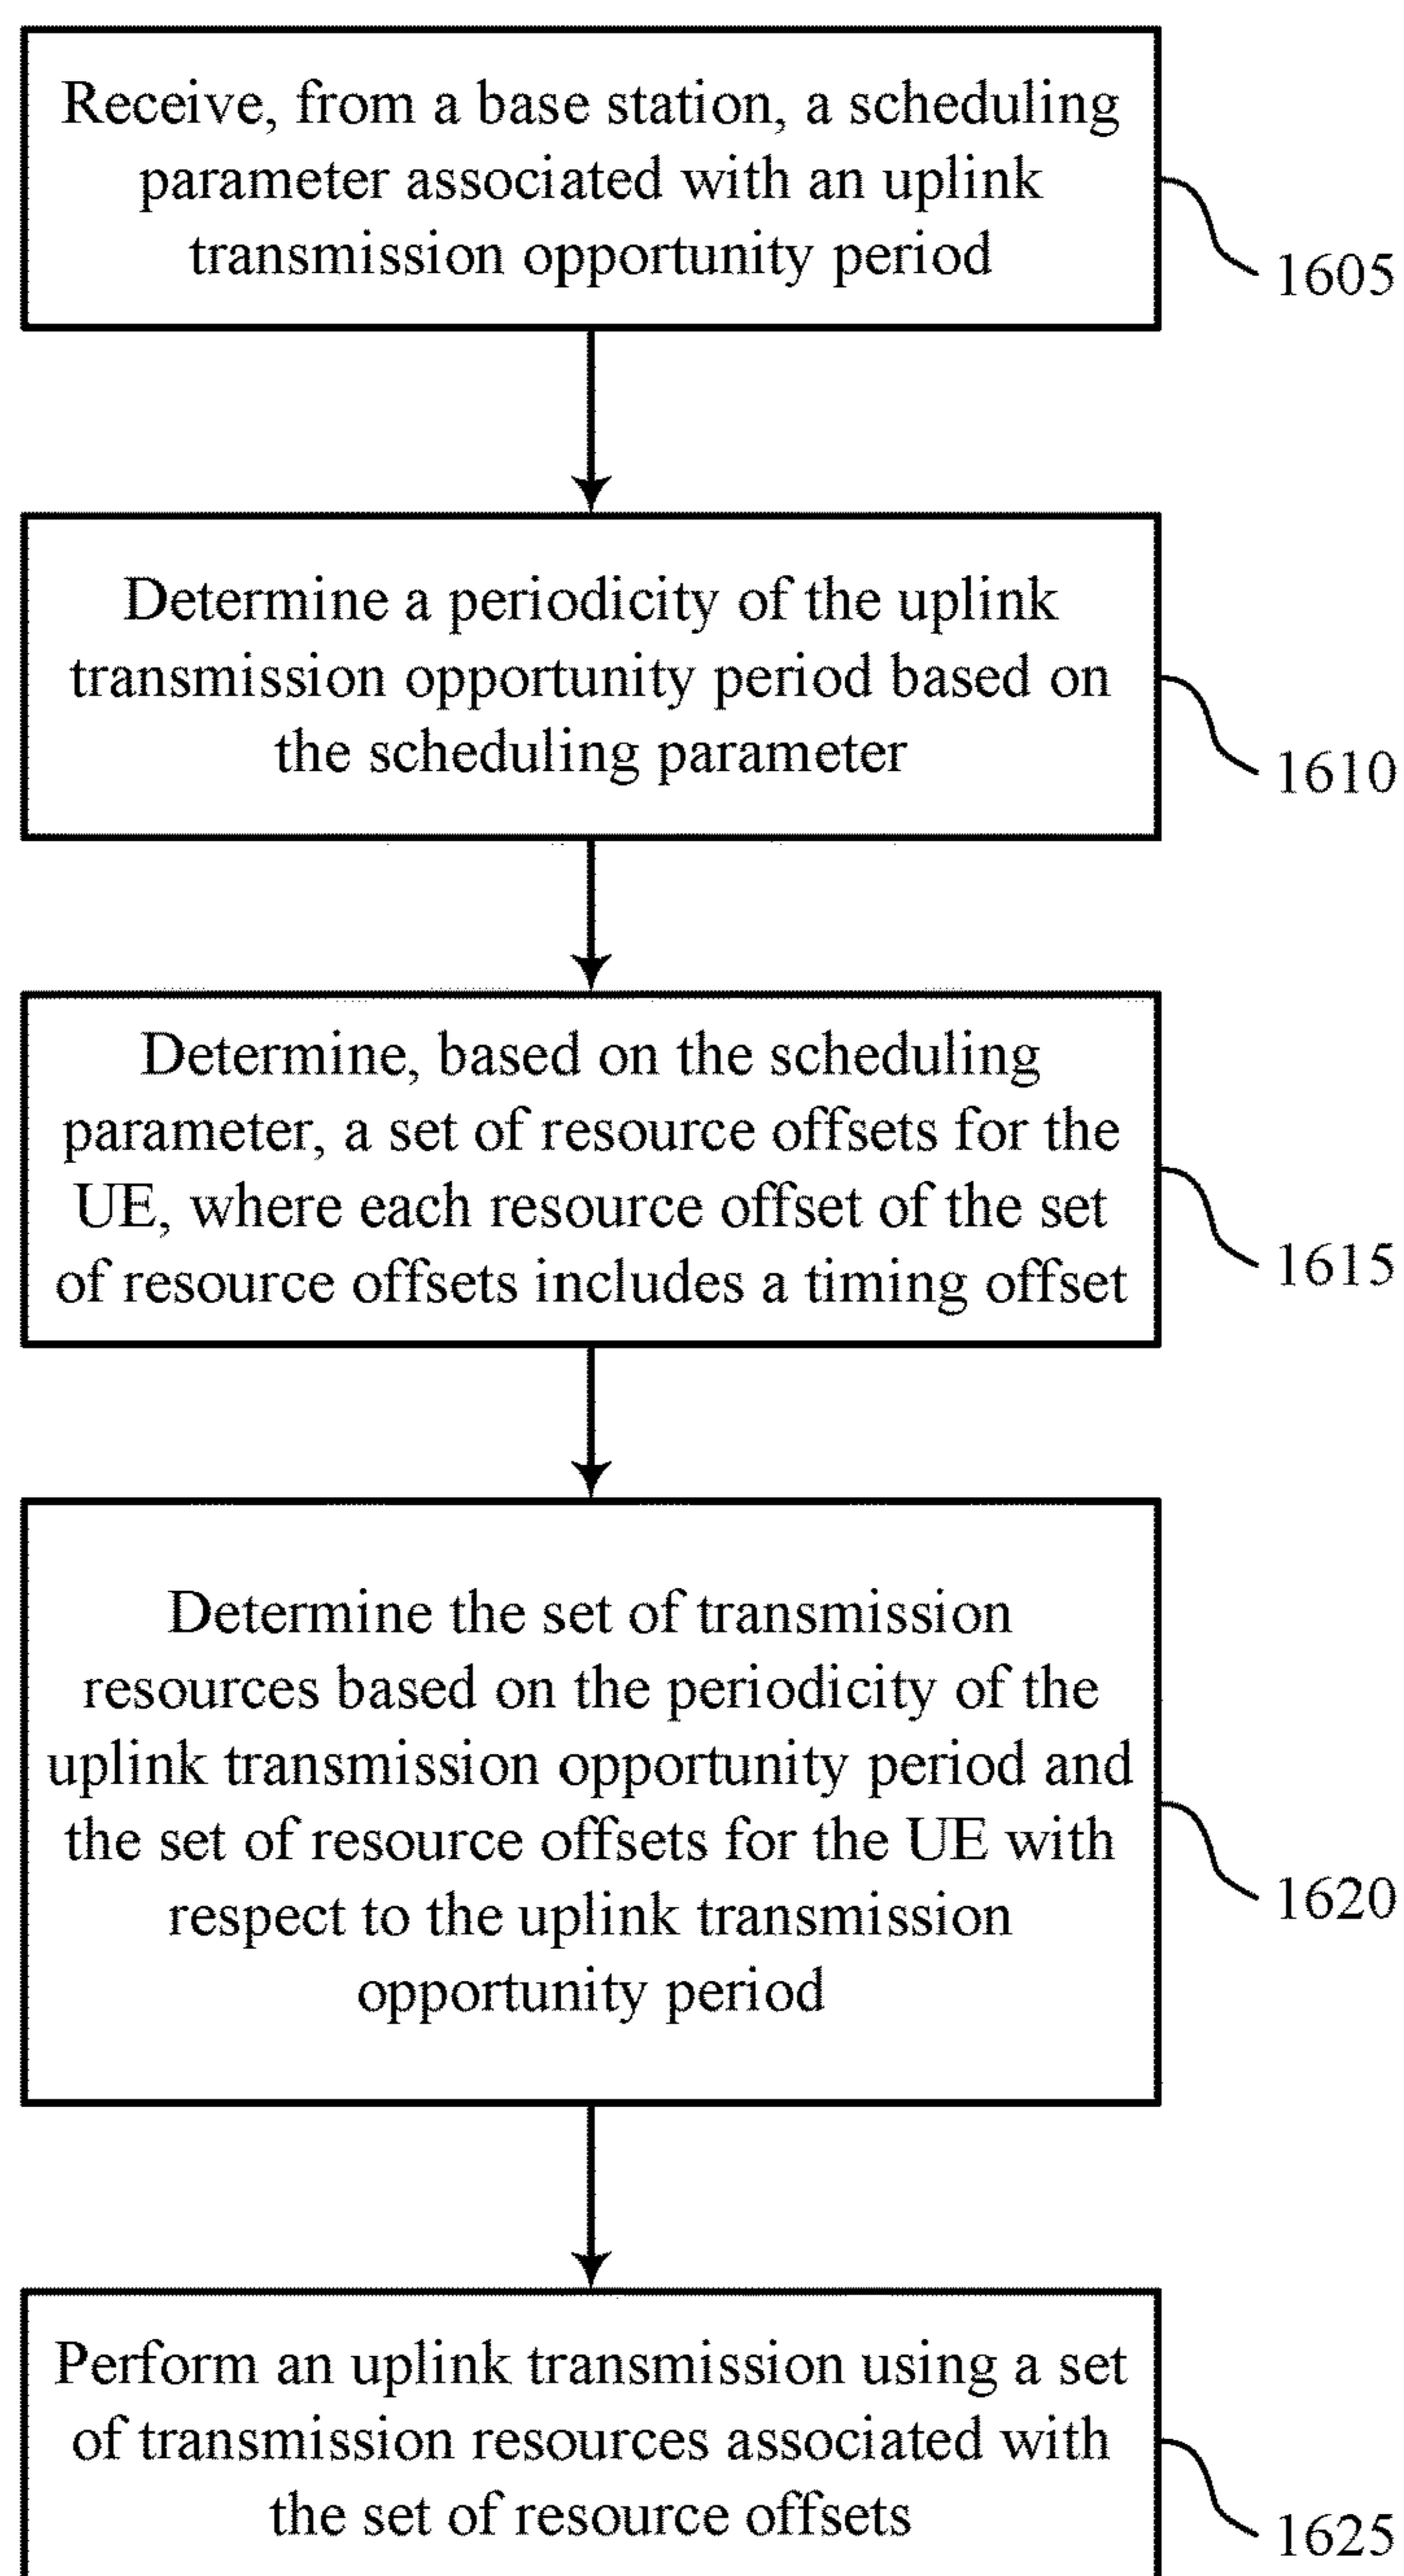 Receive, from a base station, a scheduling
parameter associated with an uplink
transmission opportunity period
1605
Determine a periodicity of the uplink
transmission opportunity period based on
the scheduling parameter
1610
Determine, based on the scheduling
parameter, a set of resource offsets for the
UE, where each resource offset of the set
of resource offsets includes a timing offset
1615
Determine the set of transmission
resources based on the periodicity of the
uplink transmission opportunity period and
the set of resource offsets for the UE with
respect to the uplink transmission
opportunity period
1620
Perform an uplink transmission using a set
of transmission resources associated with
the set of resource offsets
1625